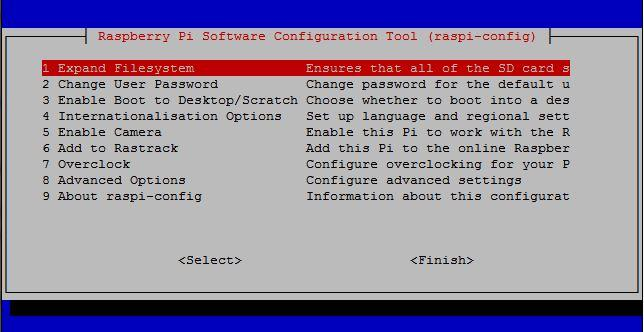 Raspberry Pi Software Configuration Tool (raspi-config)
1 Expand Filesystem Ensures that all of the SD card s
2 Change User Password Change password for the default u
3 Enable Boot to Desktop/Scratch Choose whether to boot into a des
4 Internationalisation Options Set up language and regional sett
5 Enable Camera Enable this Pi to work with the R
6 Add to Rastrack Add this Pi to the online Raspber
7 Overclock Configure overclocking for your P
8 Advanced Options Configure advanced settings
9 About raspi-config Information about this configurat
<Select> <Finish>